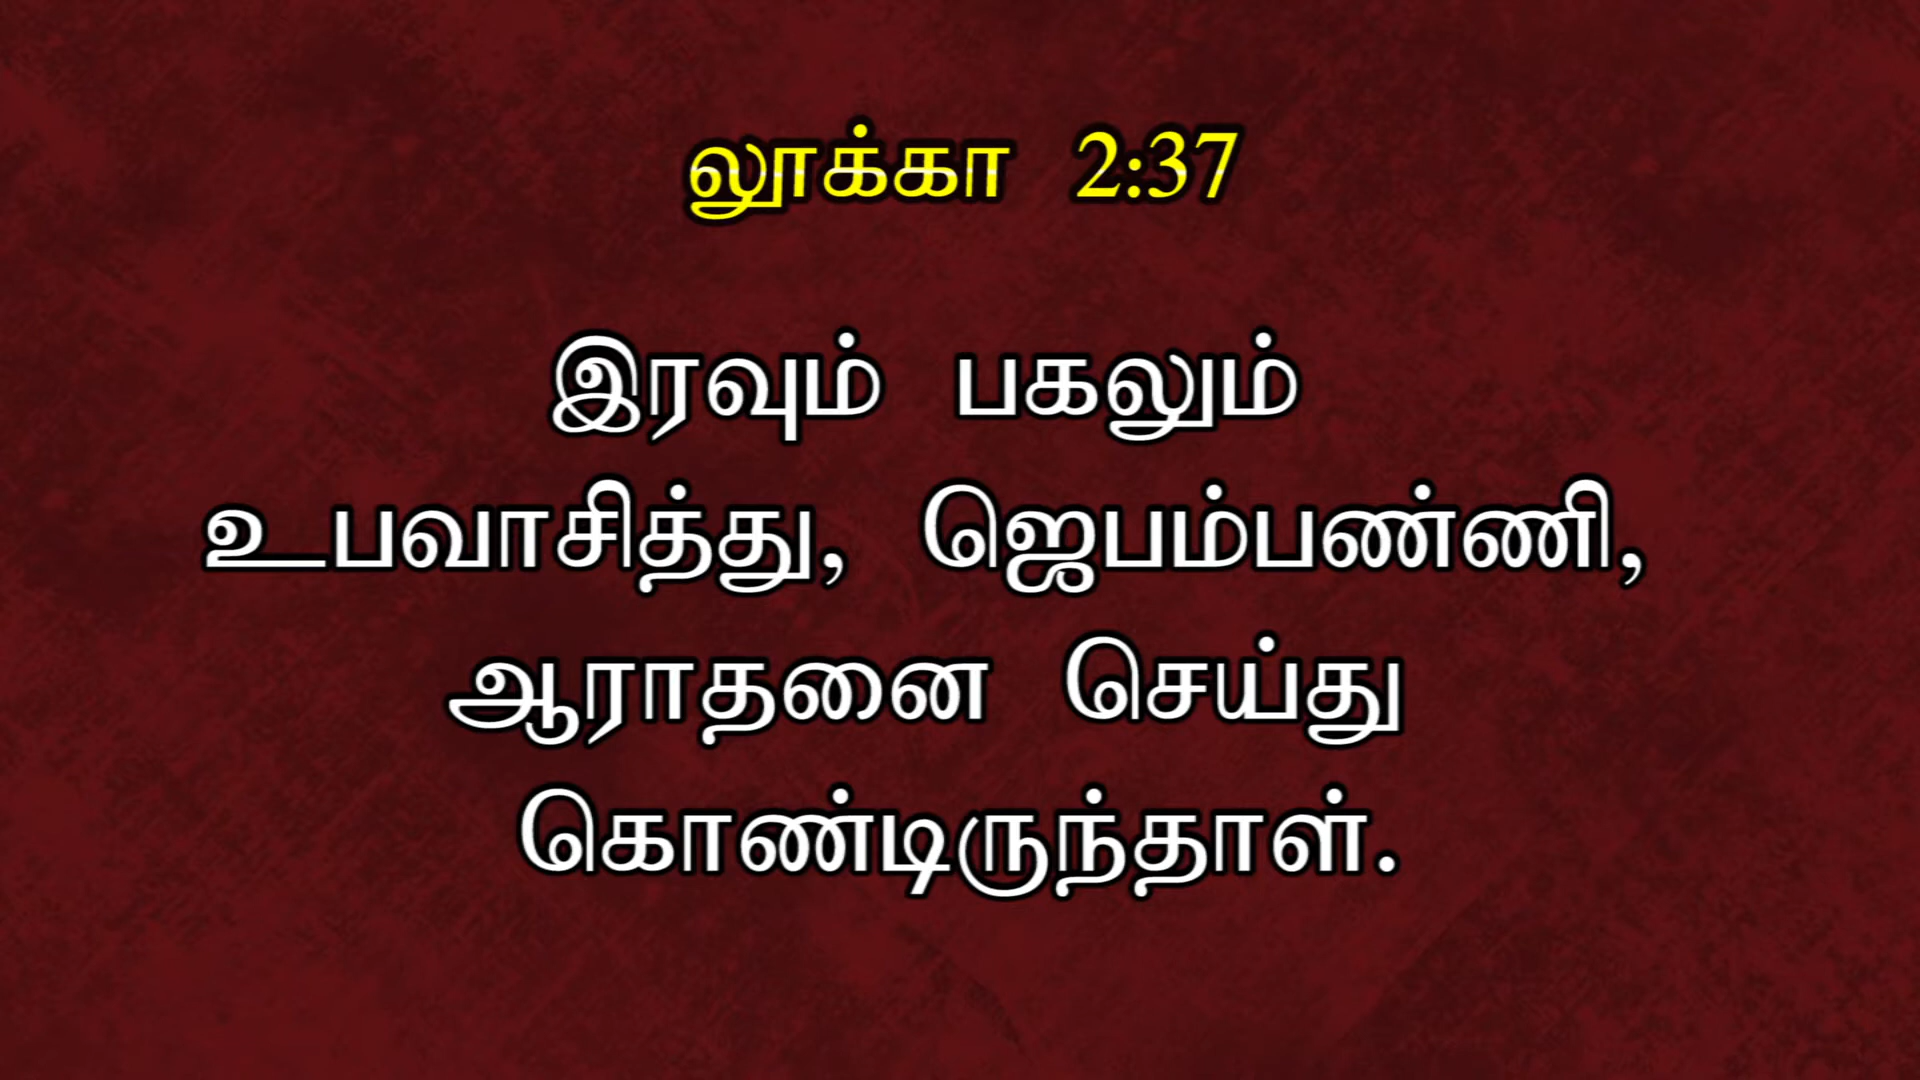 லூக்கா 2:37
இரவும் பகலும்
உபவாசித்து, ஜெபம்பண்ணி,
ஆராதனை செய்து
கொண்டிருந்தாள்.